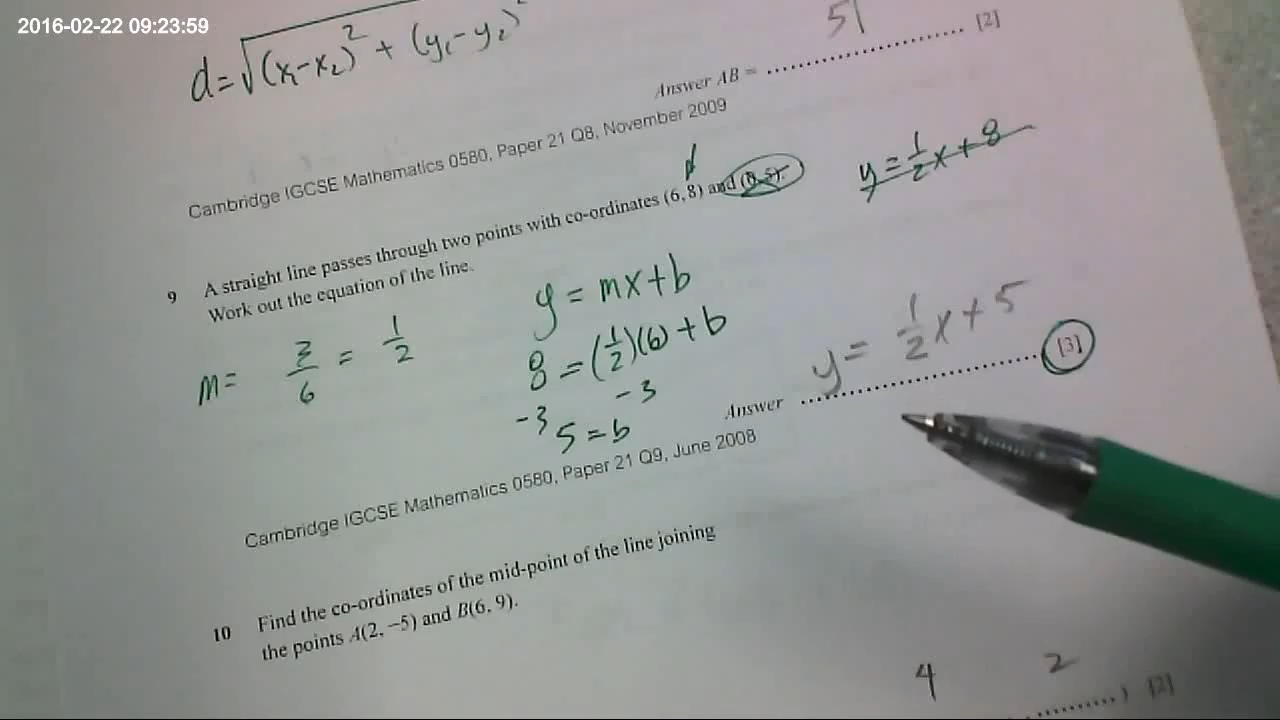 2016-02-22 09:23:59
d = √(x₁ - x₂)² + (y₁ - y₂)²
51
Answer AB = .............................. [2]
Cambridge IGCSE Mathematics 0580, Paper 21 Q8, November 2009
9 A straight line passes through two points with co-ordinates (6, 8) and (0, 5).
Work out the equation of the line.
y = 1/2 x + 8
m = 3/6 = 1/2
y = mx + b
8 = (1/2)(6) + b
-3 -3
5 = b
y = 1/2 x + 5
Answer .............................. [3]
Cambridge IGCSE Mathematics 0580, Paper 21 Q9, June 2008
10 Find the co-ordinates of the mid-point of the line joining
the points A(2, −5) and B(6, 9).
4 2
..............) [2]